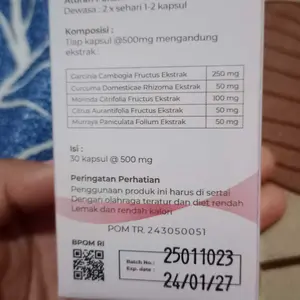 Dewasa : 2 x sehari 1-2 kapsul
Komposisi :
Tiap kapsul @500mg mengandung
ekstrak :
Garcinia Cambogia Fructus Ekstrak 250 mg
Curcuma Domesticae Rhizoma Ekstrak 50 mg
Morinda Citrifolia Fructus Ekstrak 100 mg
Citrus Aurantifolia Fructus Ekstrak 50 mg
Murraya Paniculata Folium Ekstrak 50 mg
Isi :
30 kapsul @ 500 mg
Peringatan Perhatian
Penggunaan produk ini harus di sertai
Dengan olahraga teratur dan diet rendah
Lemak dan rendah kalori
POM TR. 243050051
BPOM RI
Batch No.: 25011023
Exp. date : 24/01/27